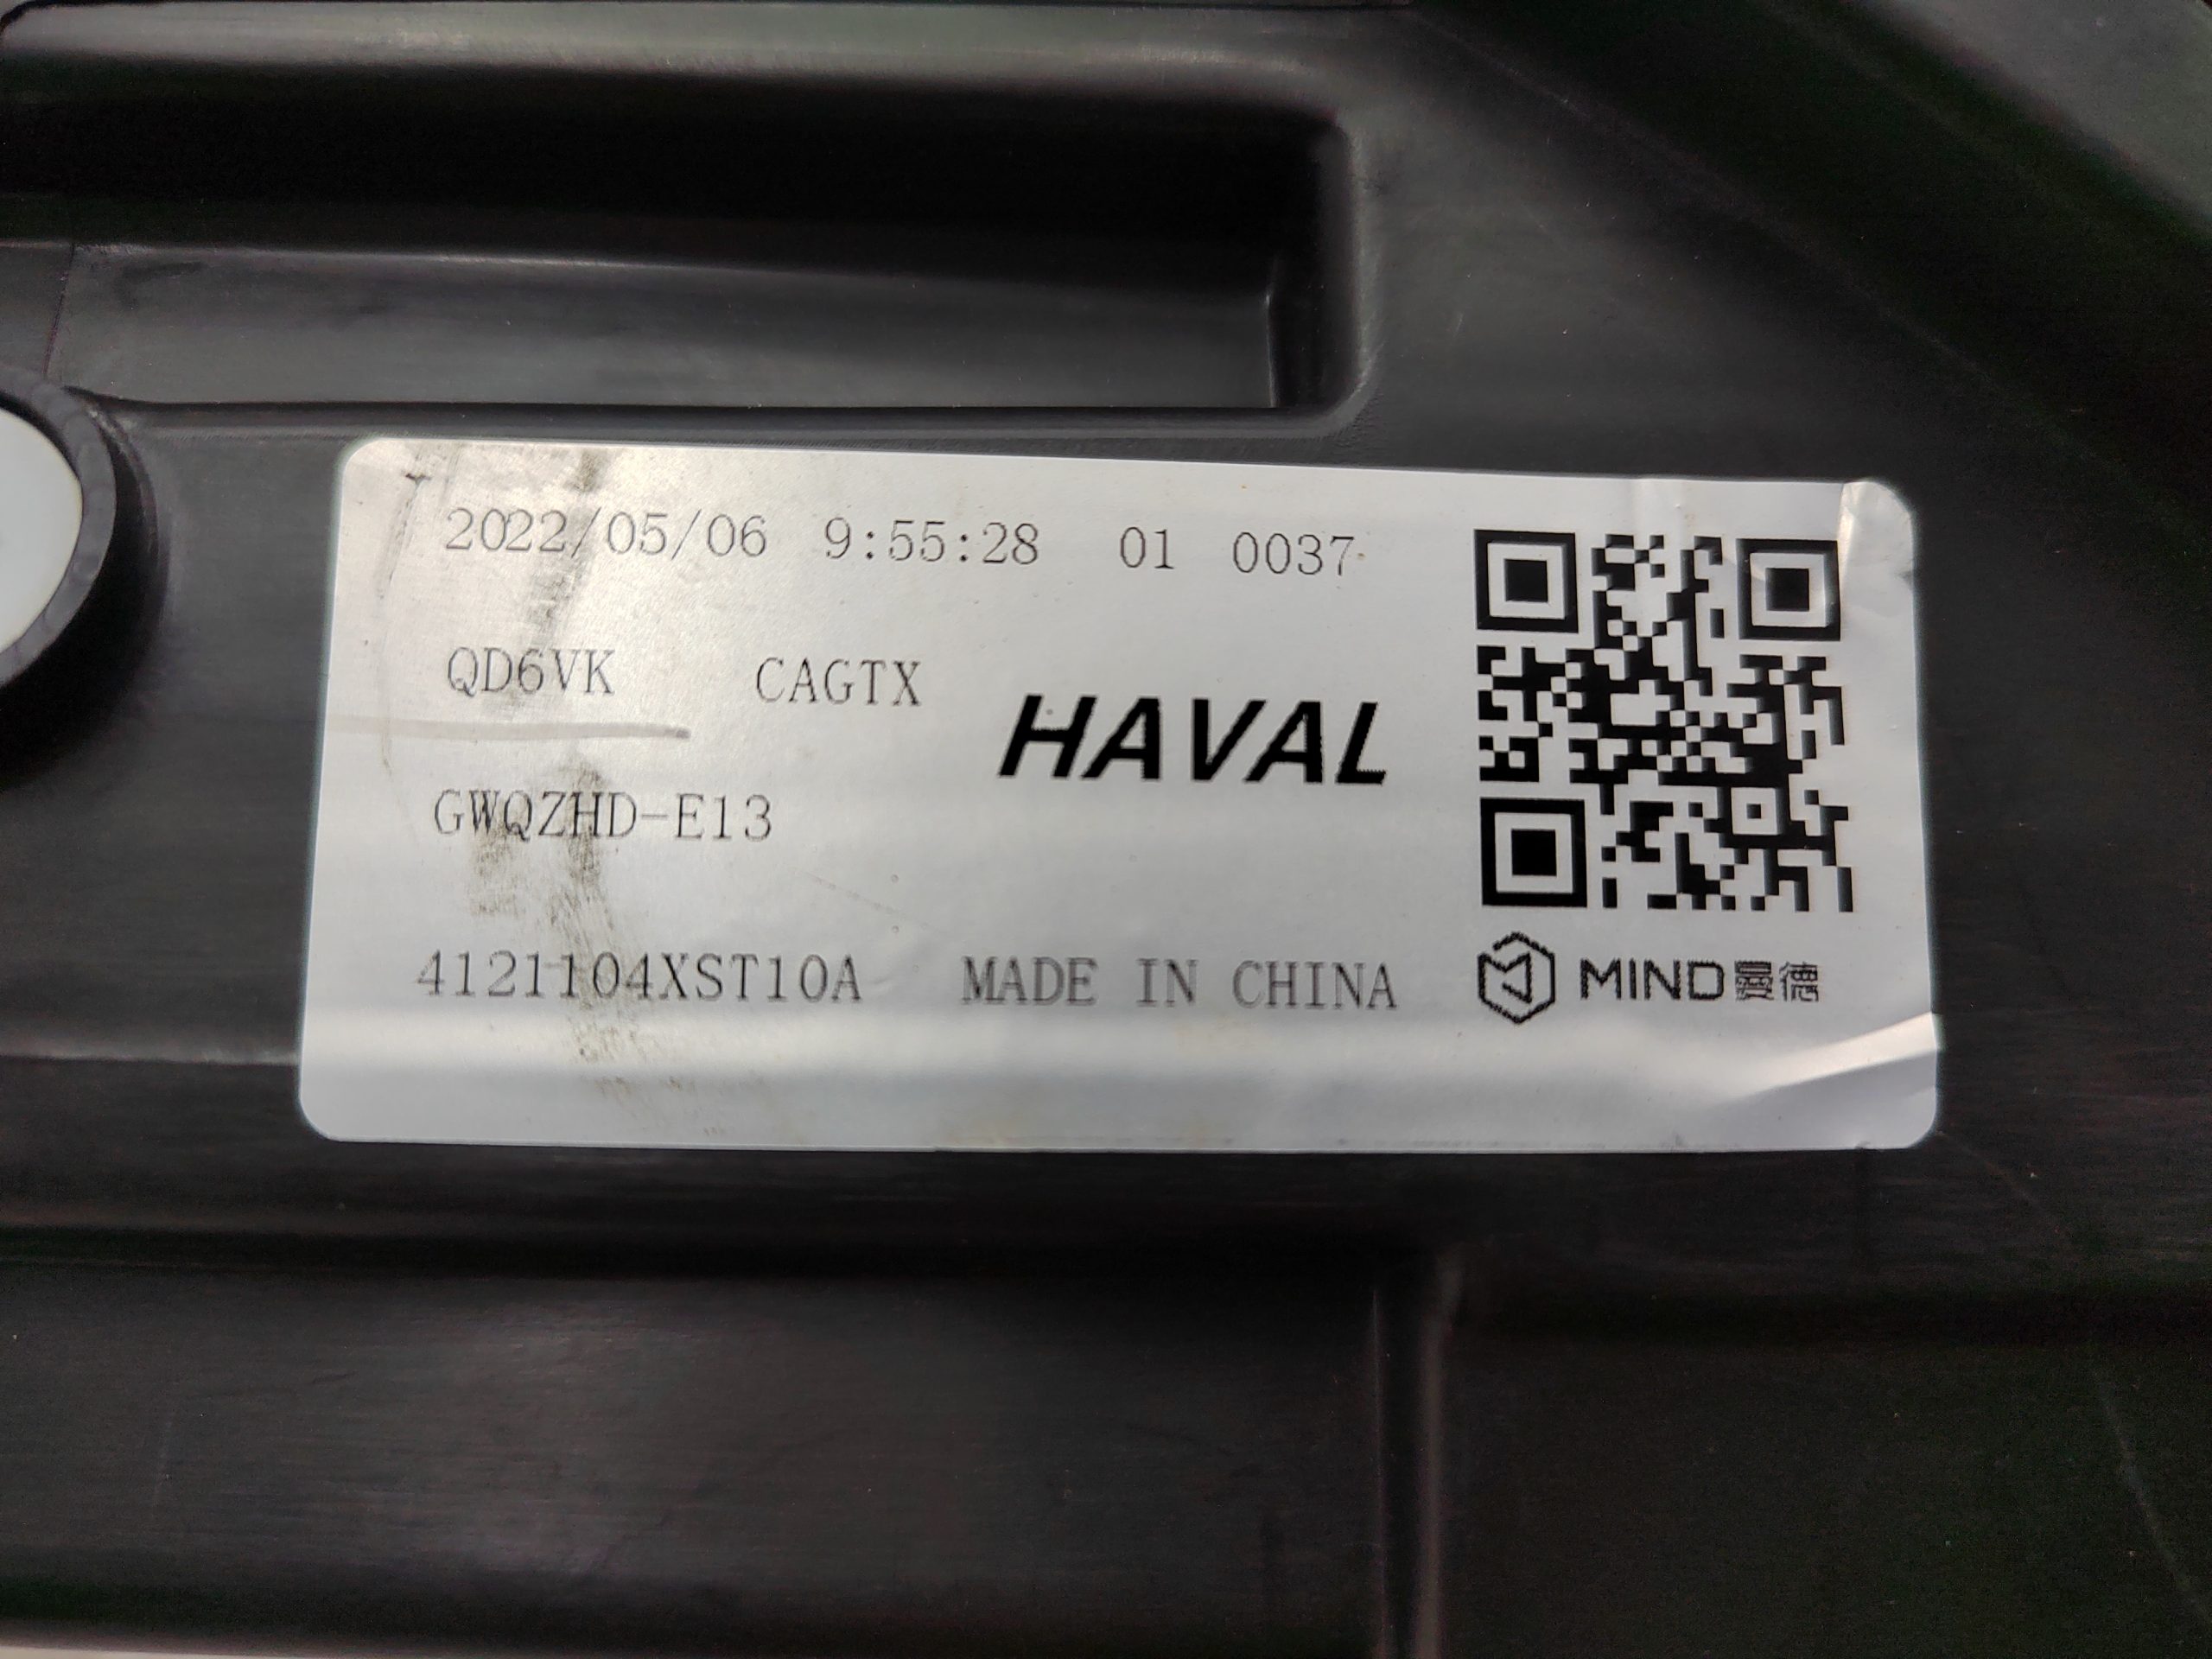 2022/05/06 9:55:28 01 0037
QD6VK CAGTX
HAVAL
GWQZHD-E13
4121104XST10A MADE IN CHINA
MIND曼德